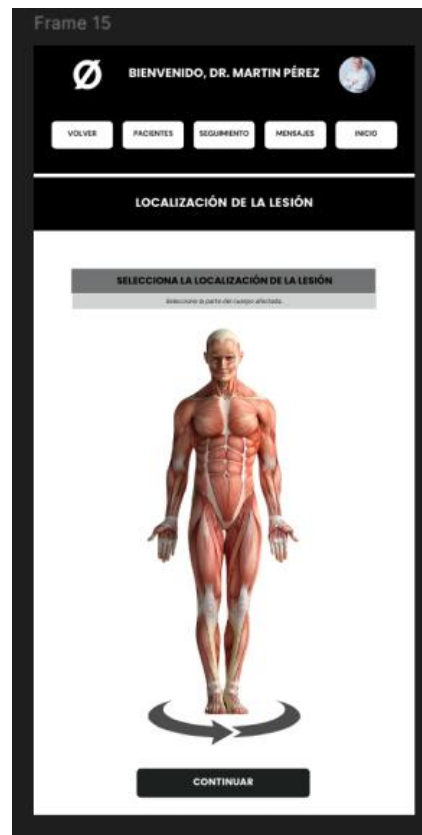 Frame 15
BIENVENIDO, DR. MARTIN PÉREZ
VOLVER PACIENTES SEGUIMIENTO MENSAJES INICIO
LOCALIZACIÓN DE LA LESIÓN
SELECCIONA LA LOCALIZACIÓN DE LA LESIÓN
Seleccione la parte del cuerpo afectada.
CONTINUAR